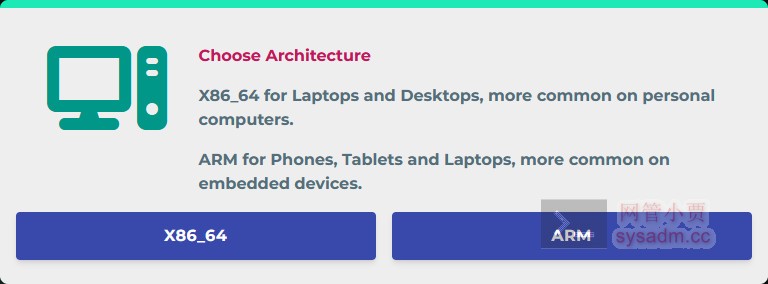 Choose Architecture
X86_64 for Laptops and Desktops, more common on personal
computers.
ARM for Phones, Tablets and Laptops, more common on
embedded devices.
X86_64
ARM
网管小贾
sysadm.cc